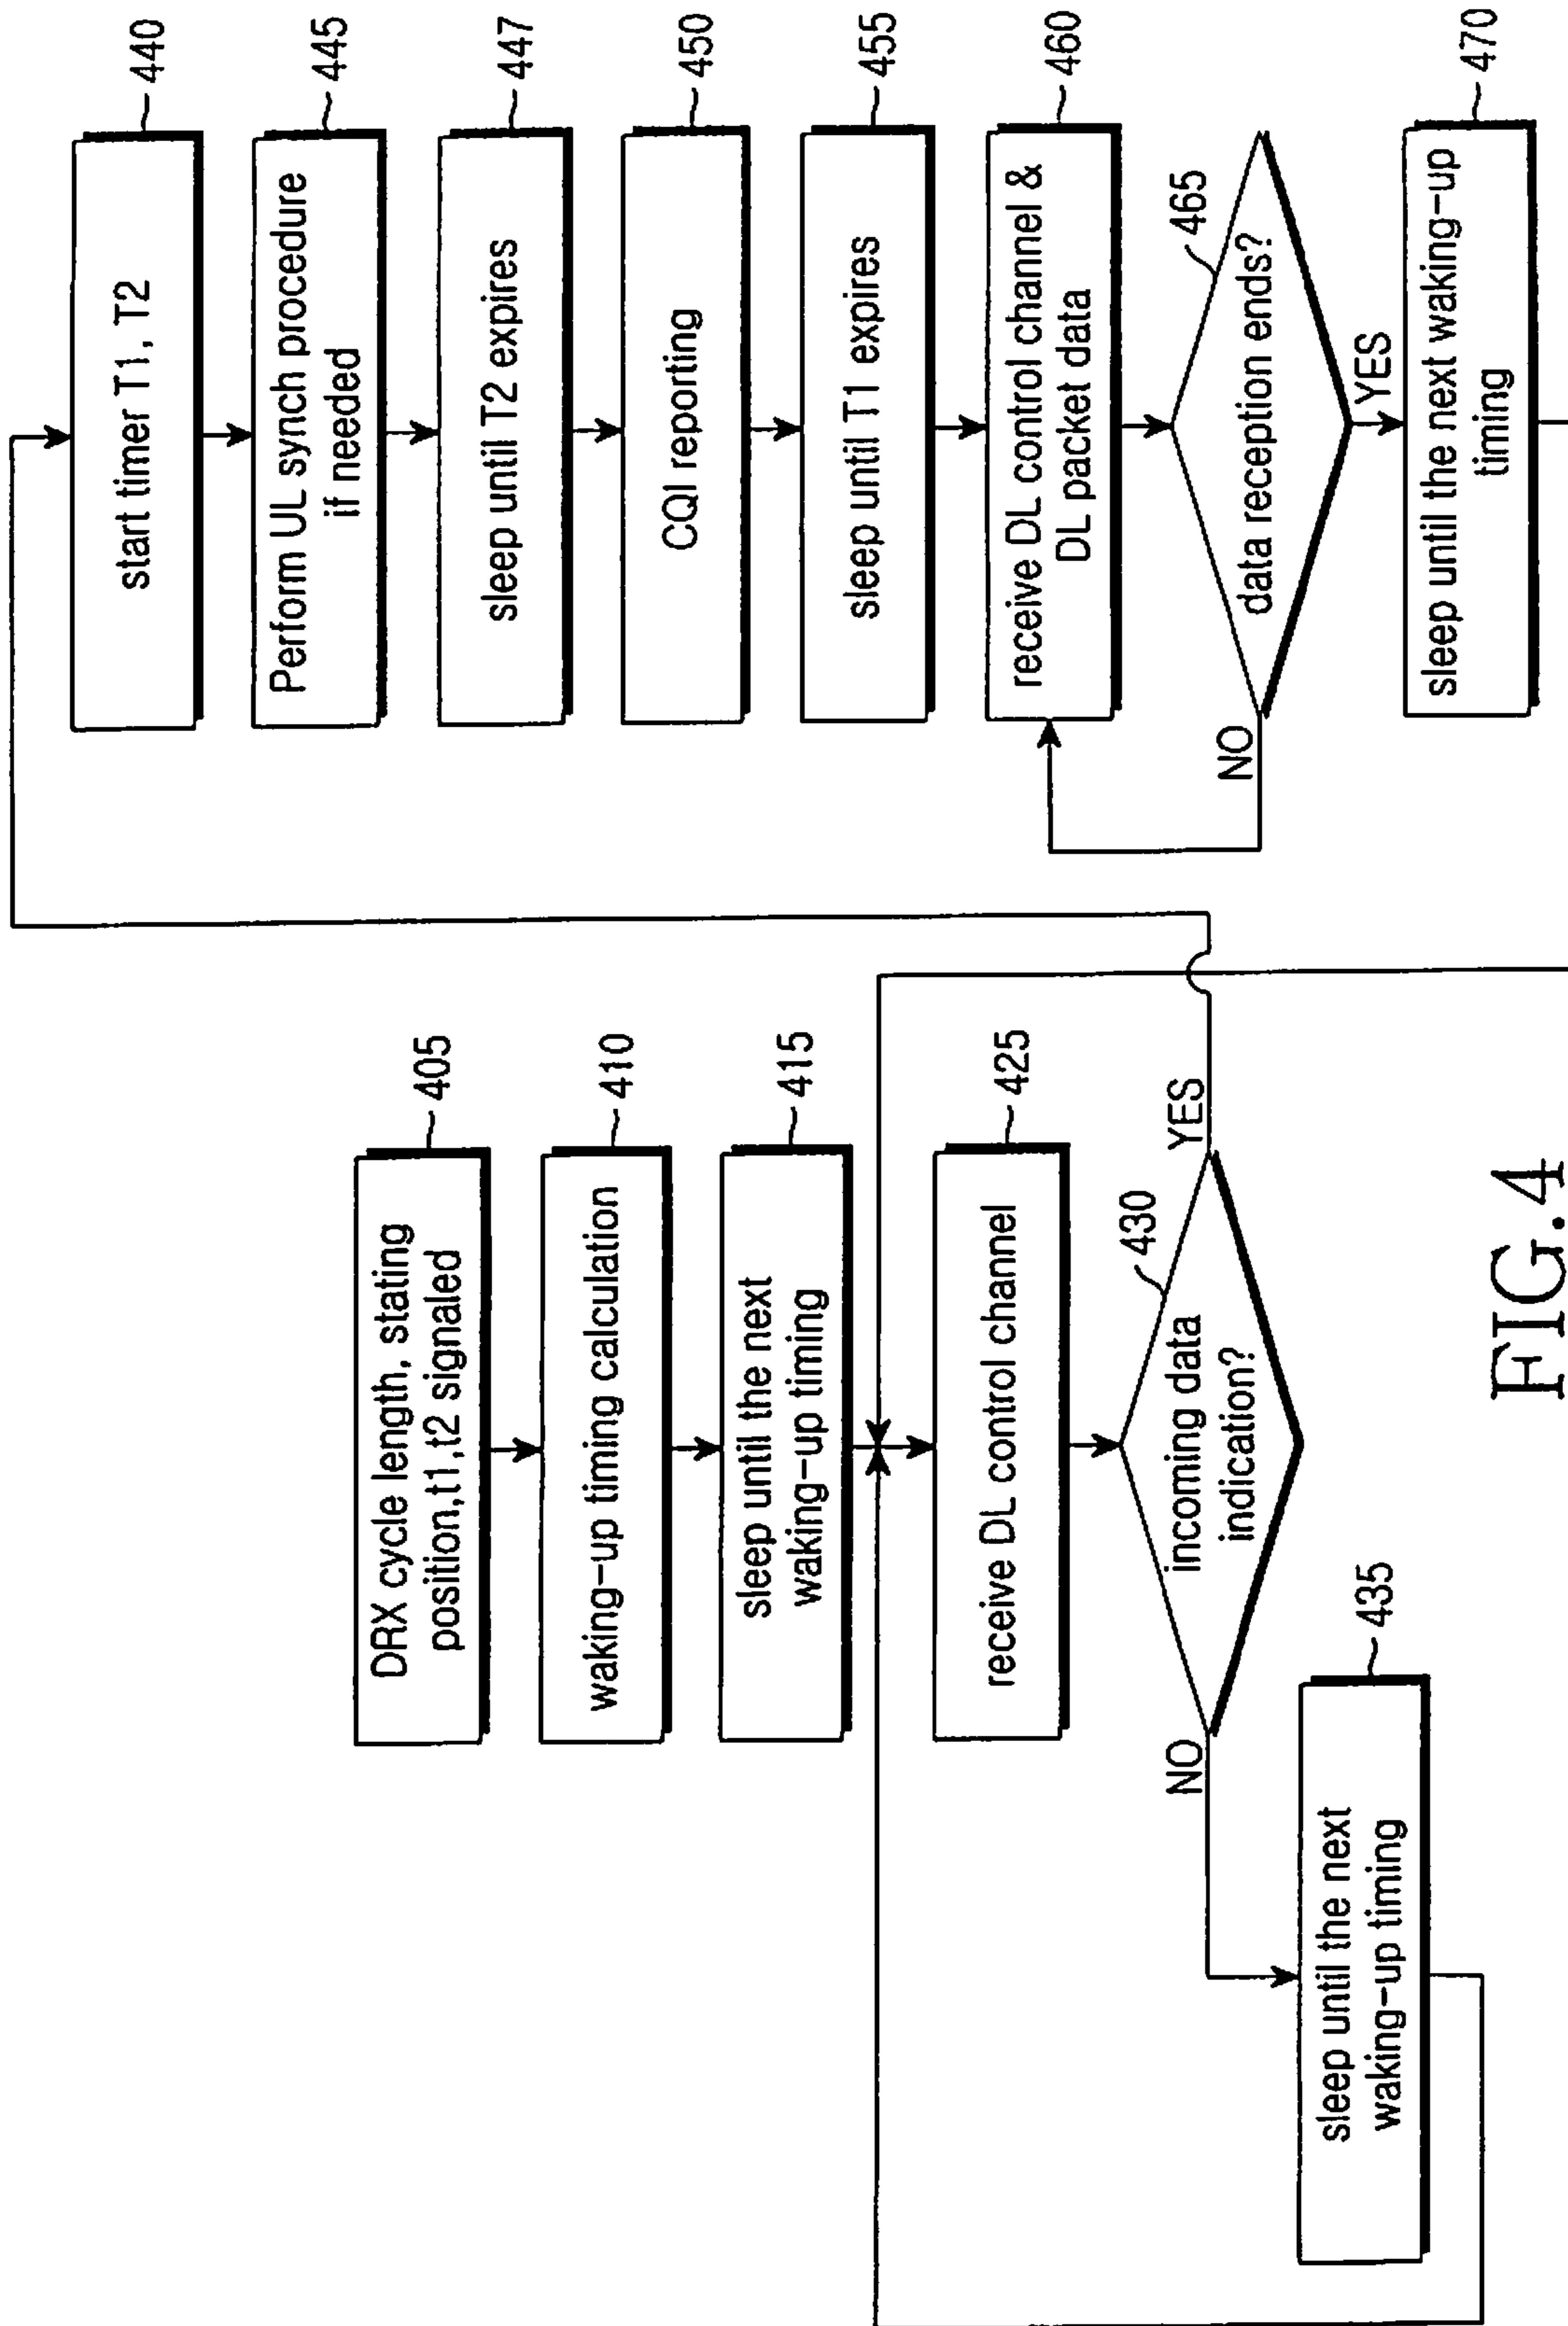 DRX cycle length, stating
position,t1,t2 signaled
405
waking-up timing calculation
410
sleep until the next
waking-up timing
415
receive DL control channel
425
incoming data
indication?
430
NO
YES
sleep until the next
waking-up timing
435
start timer T1, T2
440
Perform UL synch procedure
if needed
445
sleep until T2 expires
447
CQI reporting
450
sleep until T1 expires
455
receive DL control channel &
DL packet data
460
data reception ends?
465
NO
YES
sleep until the next waking-up
timing
470
FIG.4